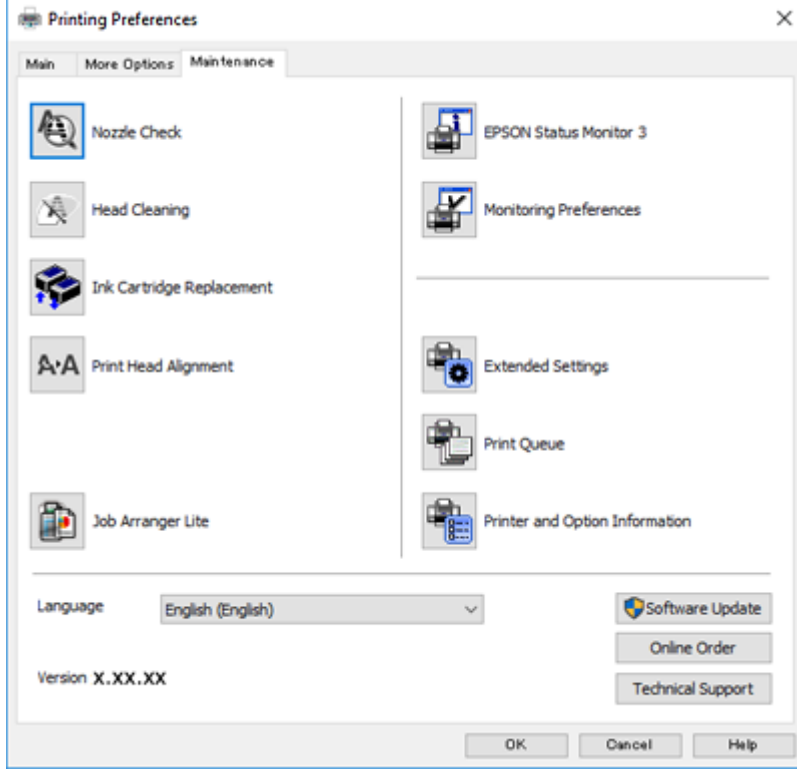 Printing Preferences
Main More Options Maintenance
Nozzle Check
Head Cleaning
Ink Cartridge Replacement
A▸A Print Head Alignment
Job Arranger Lite
EPSON Status Monitor 3
Monitoring Preferences
Extended Settings
Print Queue
Printer and Option Information
Language English (English)
Version X.XX.XX
Software Update
Online Order
Technical Support
OK Cancel Help